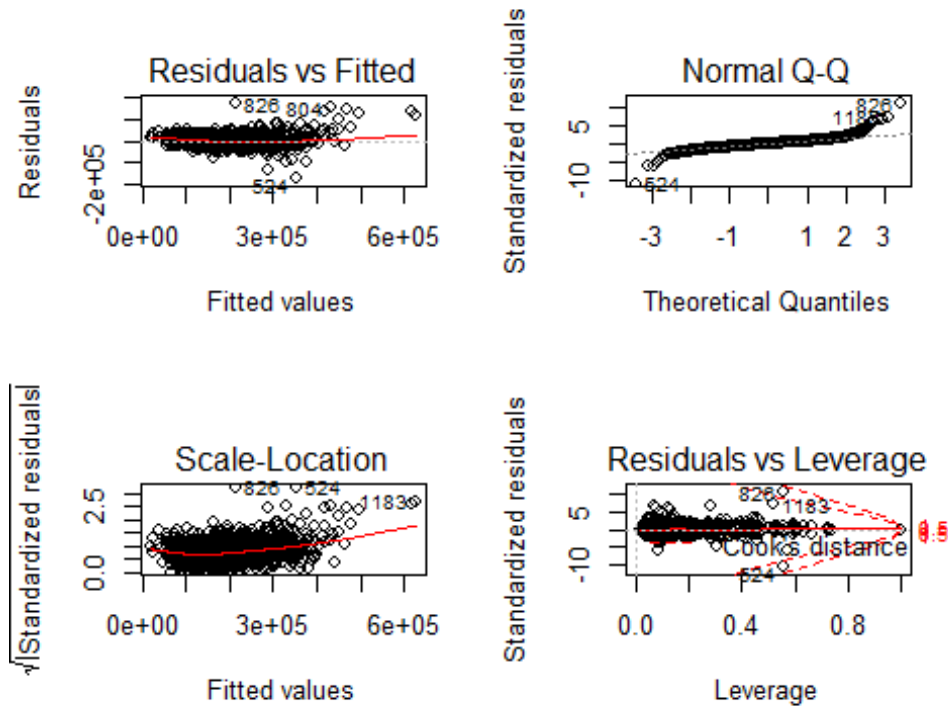 Residuals vs Fitted
Residuals
-2e+05
826
804
524
0e+00 3e+05 6e+05
Fitted values
Normal Q-Q
Standardized residuals
5
-10
826
1183
524
-3 -1 1 2 3
Theoretical Quantiles
Scale-Location
√|Standardized residuals|
2.5
0.0
826
524
1183
0e+00 3e+05 6e+05
Fitted values
Residuals vs Leverage
Standardized residuals
5
-10
826
1183
Cook's distance
524
0.5
0.0 0.4 0.8
Leverage